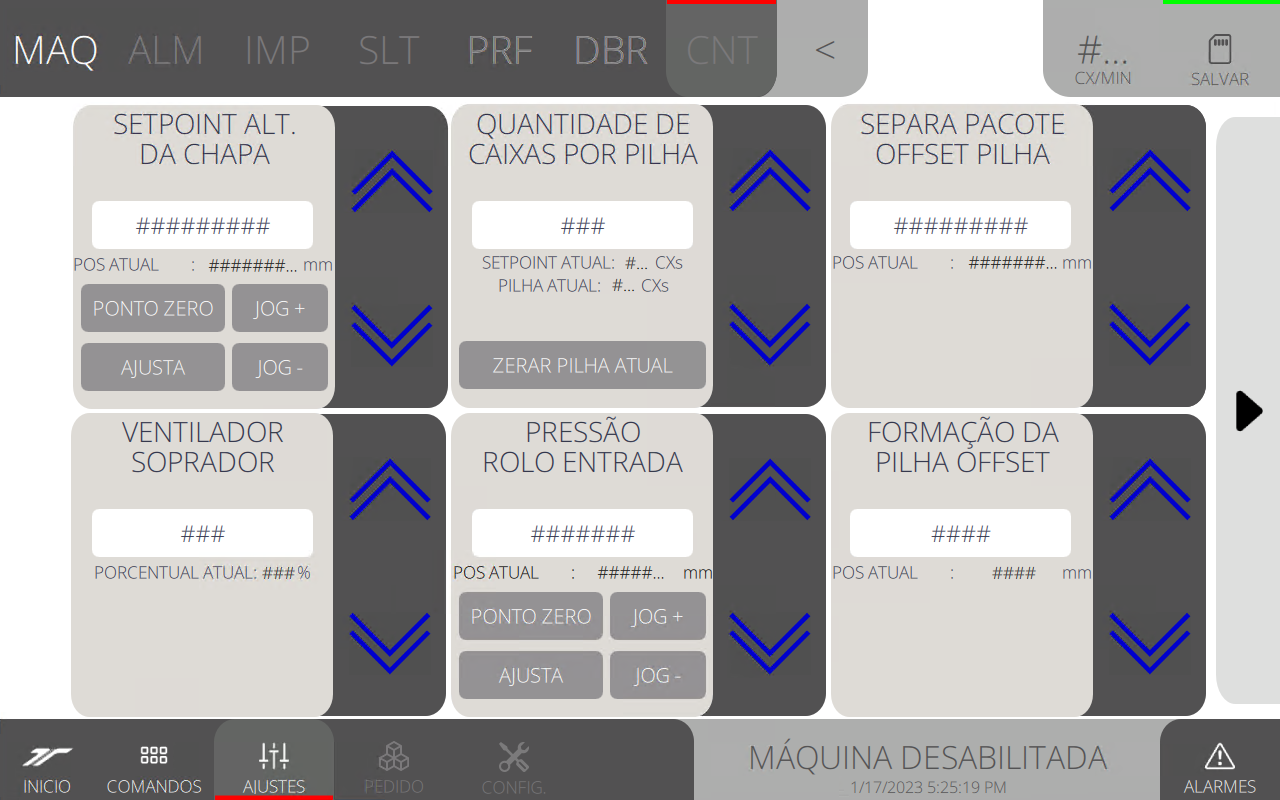 MAQ ALM IMP SLT PRF DBR CNT < #... CX/MIN SALVAR
SETPOINT ALT.
DA CHAPA
#########
POS ATUAL : #######... mm
PONTO ZERO JOG +
AJUSTA JOG -
QUANTIDADE DE
CAIXAS POR PILHA
###
SETPOINT ATUAL: #... CXs
PILHA ATUAL: #... CXs
ZERAR PILHA ATUAL
SEPARA PACOTE
OFFSET PILHA
#########
POS ATUAL : #######... mm
VENTILADOR
SOPRADOR
###
PORCENTUAL ATUAL: ### %
PRESSÃO
ROLO ENTRADA
#######
POS ATUAL : #####... mm
PONTO ZERO JOG +
AJUSTA JOG -
FORMAÇÃO DA
PILHA OFFSET
####
POS ATUAL : #### mm
INICIO COMANDOS AJUSTES PEDIDO CONFIG.
MÁQUINA DESABILITADA
1/17/2023 5:25:19 PM
ALARMES